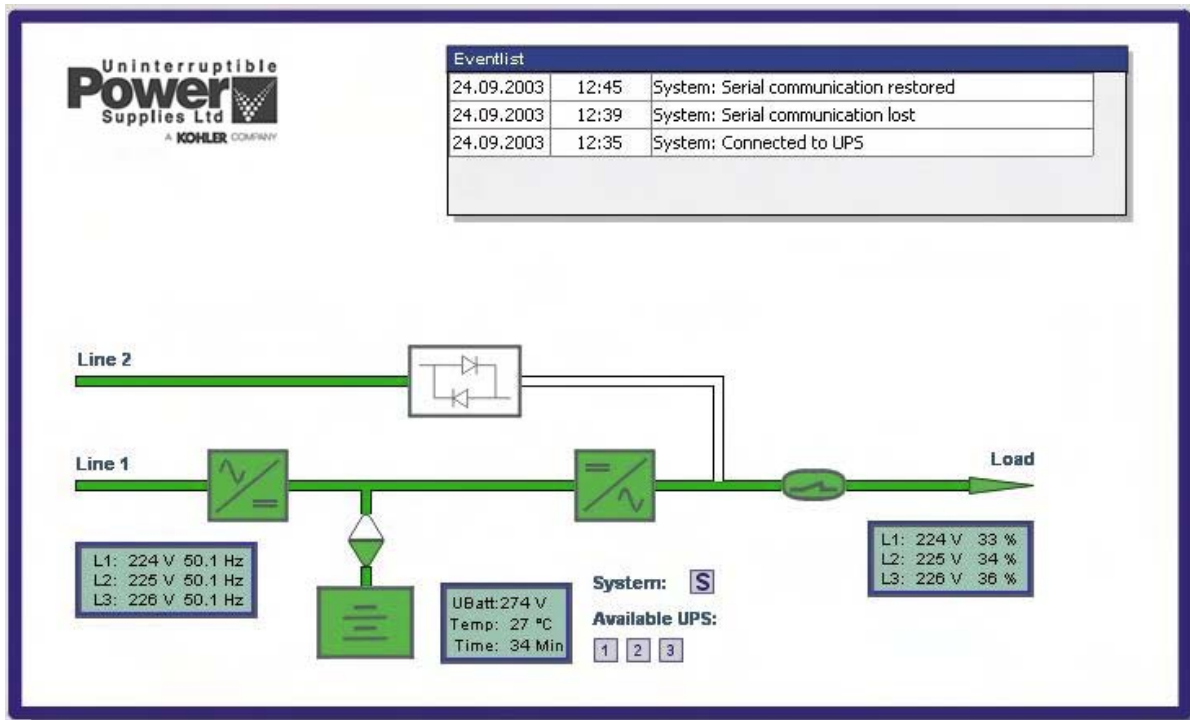 Uninterruptible
Power
Supplies Ltd
A KOHLER COMPANY
Eventlist
24.09.2003 12:45 System: Serial communication restored
24.09.2003 12:39 System: Serial communication lost
24.09.2003 12:35 System: Connected to UPS
Line 2
Line 1
Load
L1: 224 V 50.1 Hz
L2: 225 V 50.1 Hz
L3: 226 V 50.1 Hz
UBatt:274 V
Temp: 27 °C
Time: 34 Min
System: S
Available UPS:
1 2 3
L1: 224 V 33 %
L2: 225 V 34 %
L3: 226 V 36 %